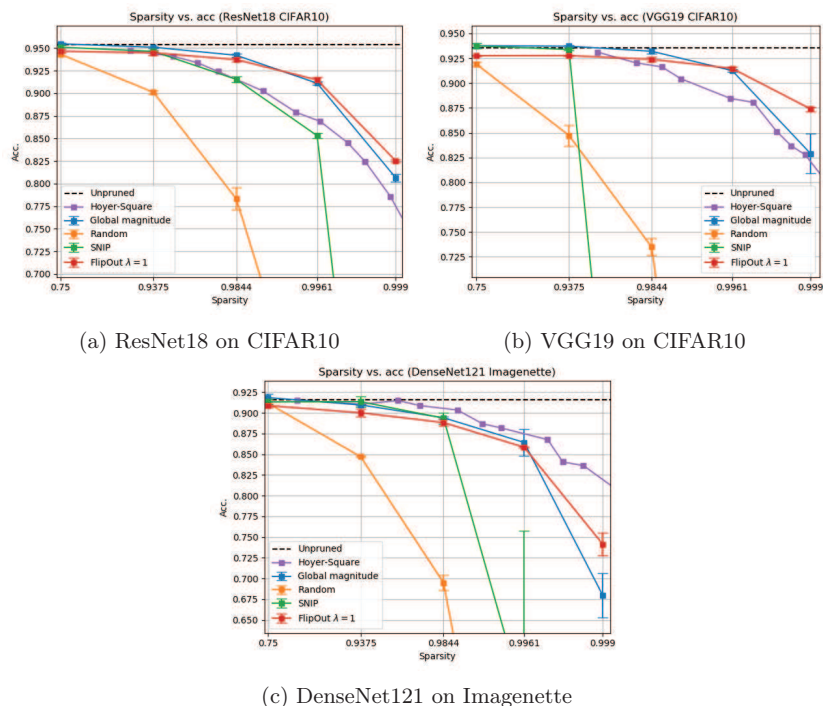 Sparsity vs. acc (ResNet18 CIFAR10)
0.950
0.925
0.900
0.875
0.850
0.825
0.800
0.775
0.750
0.725
0.700
Acc.
Unpruned
Hoyer-Square
Global magnitude
Random
SNIP
FlipOut λ = 1
0.75 0.9375 0.9844 0.9961 0.999
Sparsity
(a) ResNet18 on CIFAR10
Sparsity vs. acc (VGG19 CIFAR10)
0.950
0.925
0.900
0.875
0.850
0.825
0.800
0.775
0.750
0.725
Acc.
Unpruned
Hoyer-Square
Global magnitude
Random
SNIP
FlipOut λ = 1
0.75 0.9375 0.9844 0.9961 0.999
Sparsity
(b) VGG19 on CIFAR10
Sparsity vs. acc (DenseNet121 Imagenette)
0.925
0.900
0.875
0.850
0.825
0.800
0.775
0.750
0.725
0.700
0.675
0.650
Acc.
Unpruned
Hoyer-Square
Global magnitude
Random
SNIP
FlipOut λ = 1
0.75 0.9375 0.9844 0.9961 0.999
Sparsity
(c) DenseNet121 on Imagenette